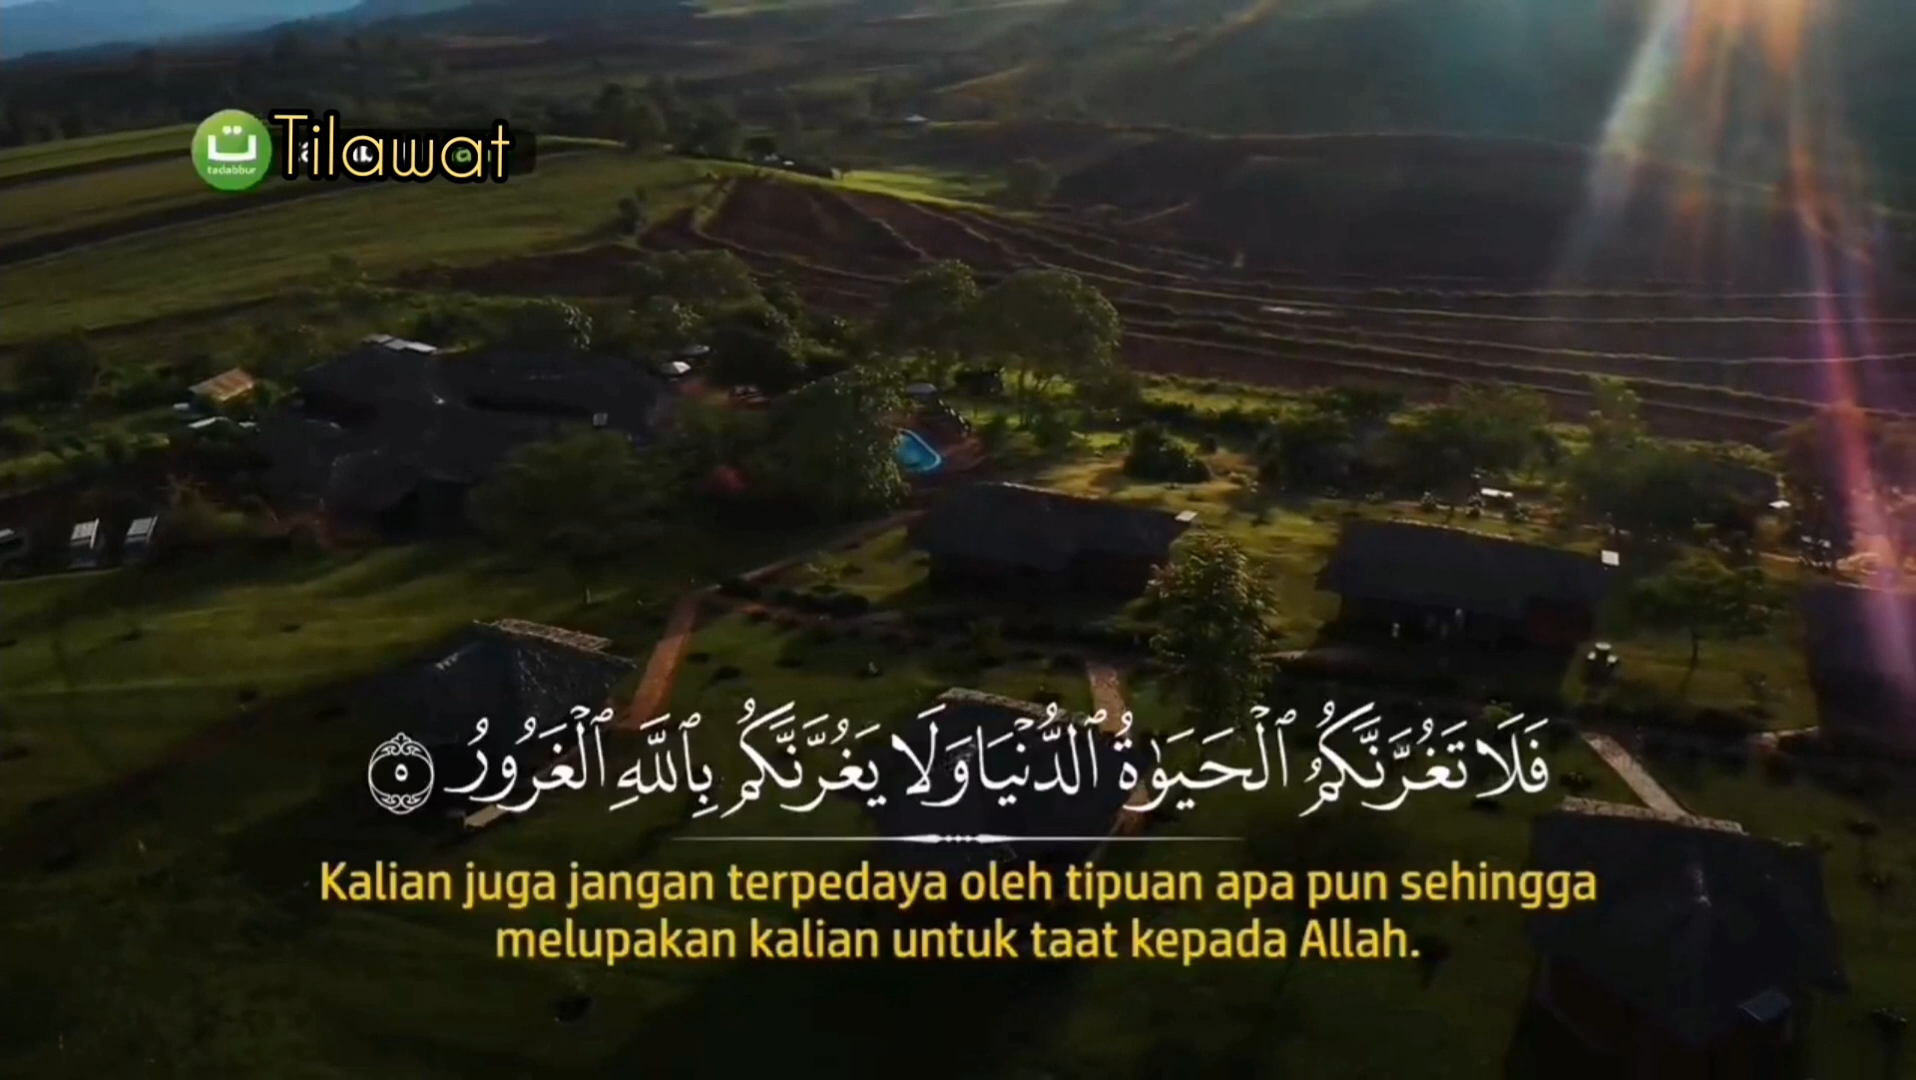 ت
tadabbur
Tilawat
فَلَا تَغُرَّنَّكُمُ ٱلْحَيَوٰةُ ٱلدُّنْيَا وَلَا يَغُرَّنَّكُم بِٱللَّهِ ٱلْغَرُورُ ٥
Kalian juga jangan terpedaya oleh tipuan apa pun sehingga
melupakan kalian untuk taat kepada Allah.